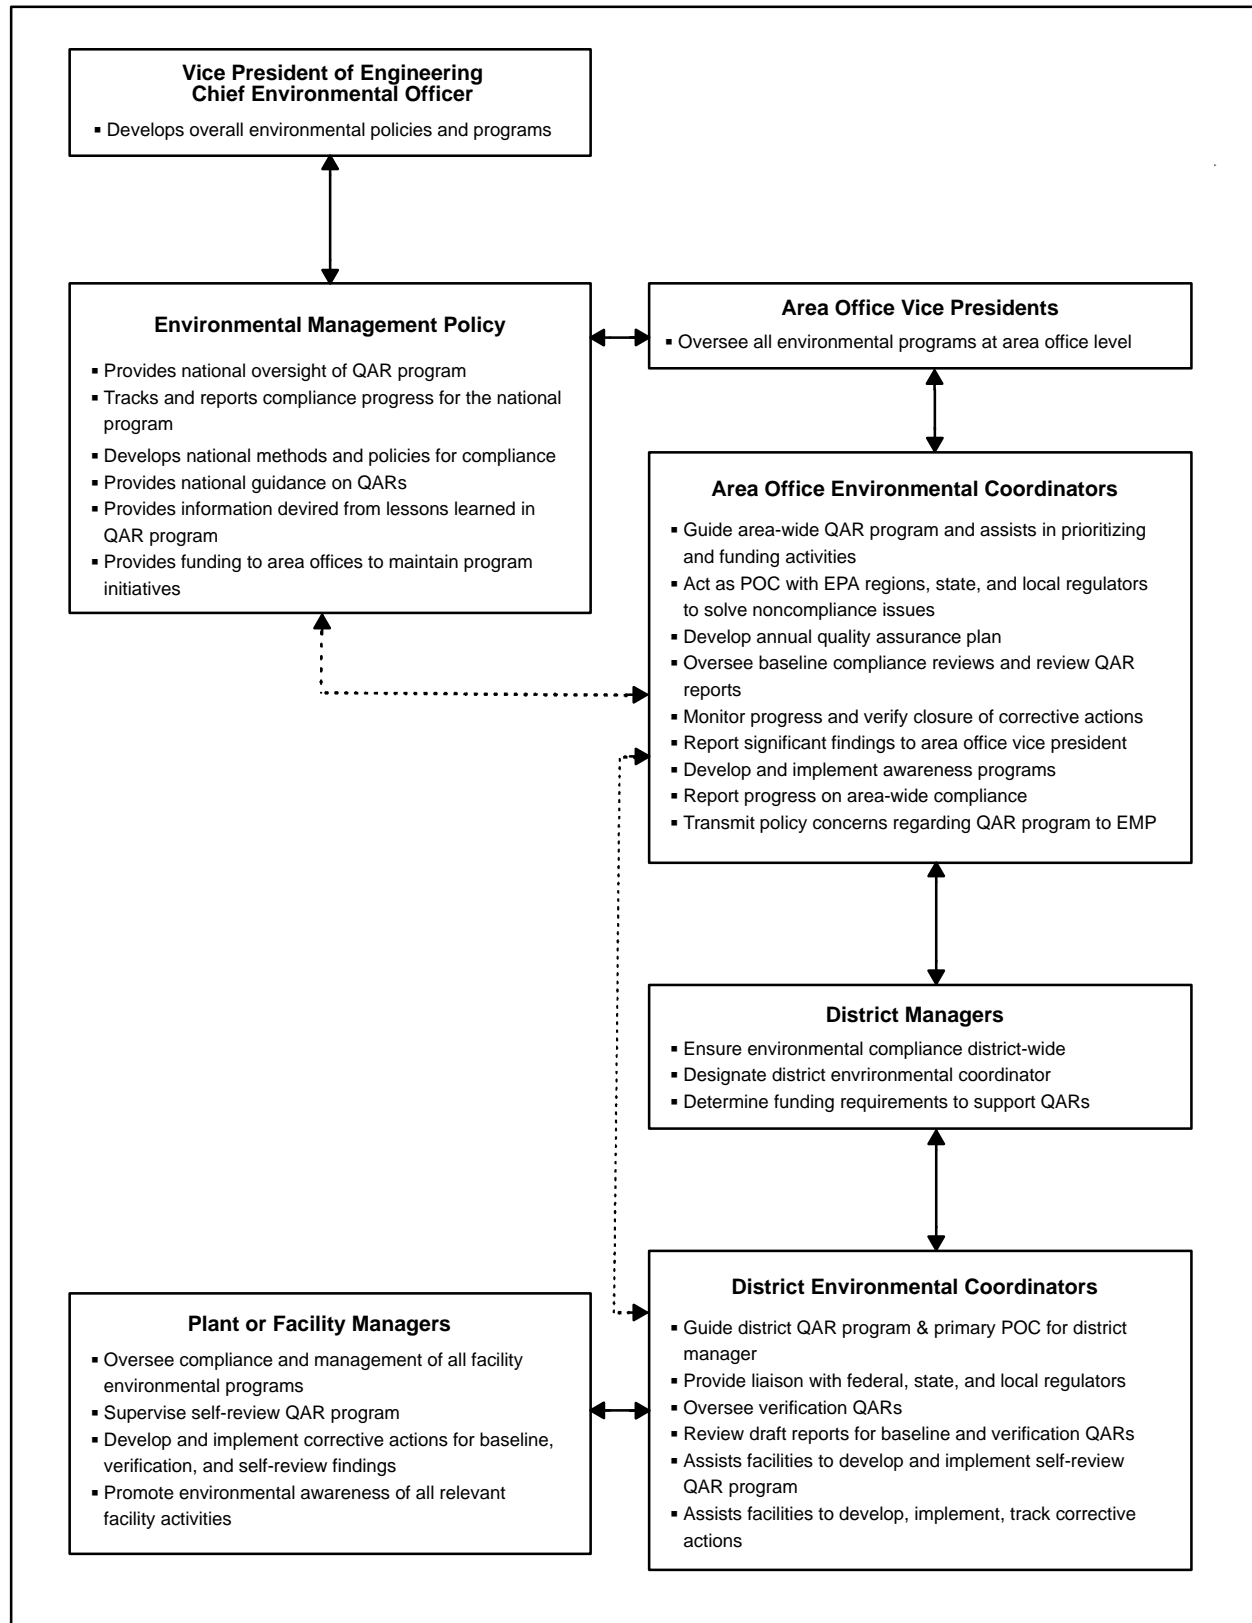 Vice President of Engineering
Chief Environmental Officer
▪ Develops overall environmental policies and programs
Environmental Management Policy
▪ Provides national oversight of QAR program
▪ Tracks and reports compliance progress for the national
program
▪ Develops national methods and policies for compliance
▪ Provides national guidance on QARs
▪ Provides information devired from lessons learned in
QAR program
▪ Provides funding to area offices to maintain program
initiatives
Area Office Vice Presidents
▪ Oversee all environmental programs at area office level
Area Office Environmental Coordinators
▪ Guide area-wide QAR program and assists in prioritizing
and funding activities
▪ Act as POC with EPA regions, state, and local regulators
to solve noncompliance issues
▪ Develop annual quality assurance plan
▪ Oversee baseline compliance reviews and review QAR
reports
▪ Monitor progress and verify closure of corrective actions
▪ Report significant findings to area office vice president
▪ Develop and implement awareness programs
▪ Report progress on area-wide compliance
▪ Transmit policy concerns regarding QAR program to EMP
District Managers
▪ Ensure environmental compliance district-wide
▪ Designate district envrironmental coordinator
▪ Determine funding requirements to support QARs
District Environmental Coordinators
▪ Guide district QAR program & primary POC for district
manager
▪ Provide liaison with federal, state, and local regulators
▪ Oversee verification QARs
▪ Review draft reports for baseline and verification QARs
▪ Assists facilities to develop and implement self-review
QAR program
▪ Assists facilities to develop, implement, track corrective
actions
Plant or Facility Managers
▪ Oversee compliance and management of all facility
environmental programs
▪ Supervise self-review QAR program
▪ Develop and implement corrective actions for baseline,
verification, and self-review findings
▪ Promote environmental awareness of all relevant
facility activities